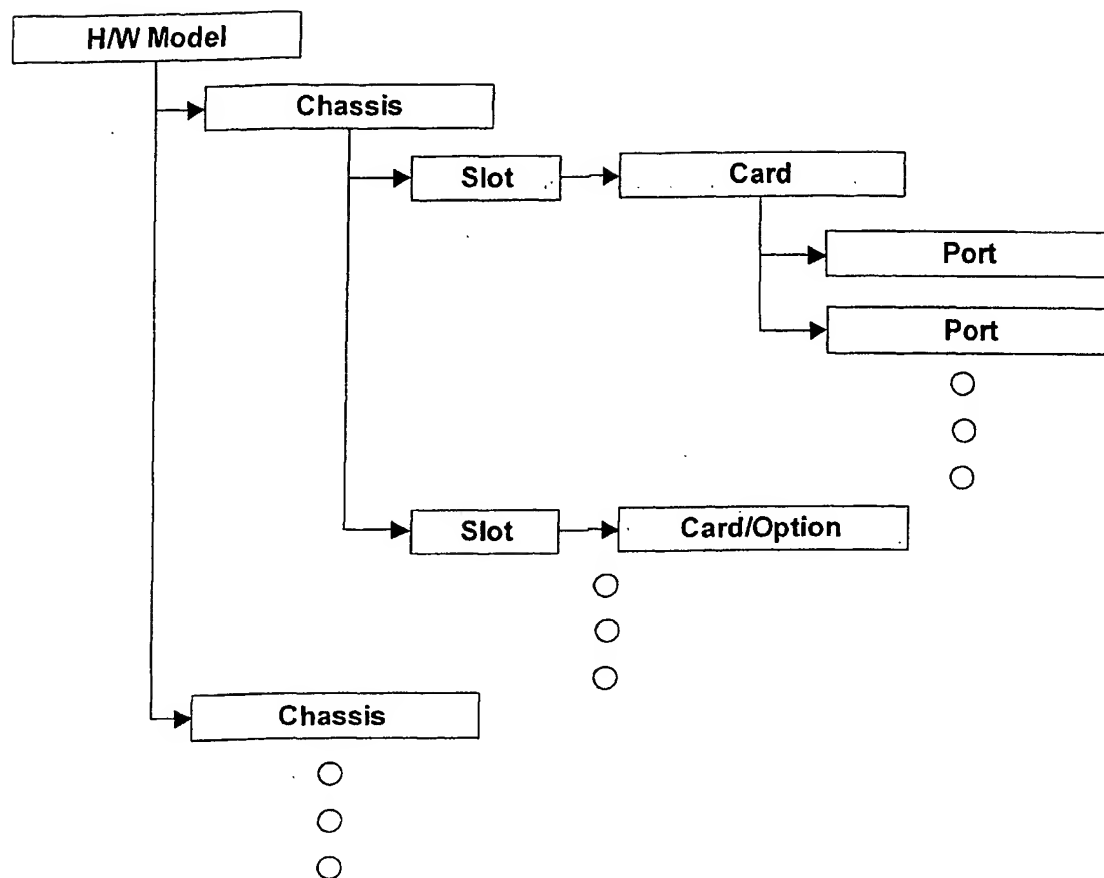 H/W Model
Chassis
Slot
Card
Port
Port
Slot
Card/Option
Chassis